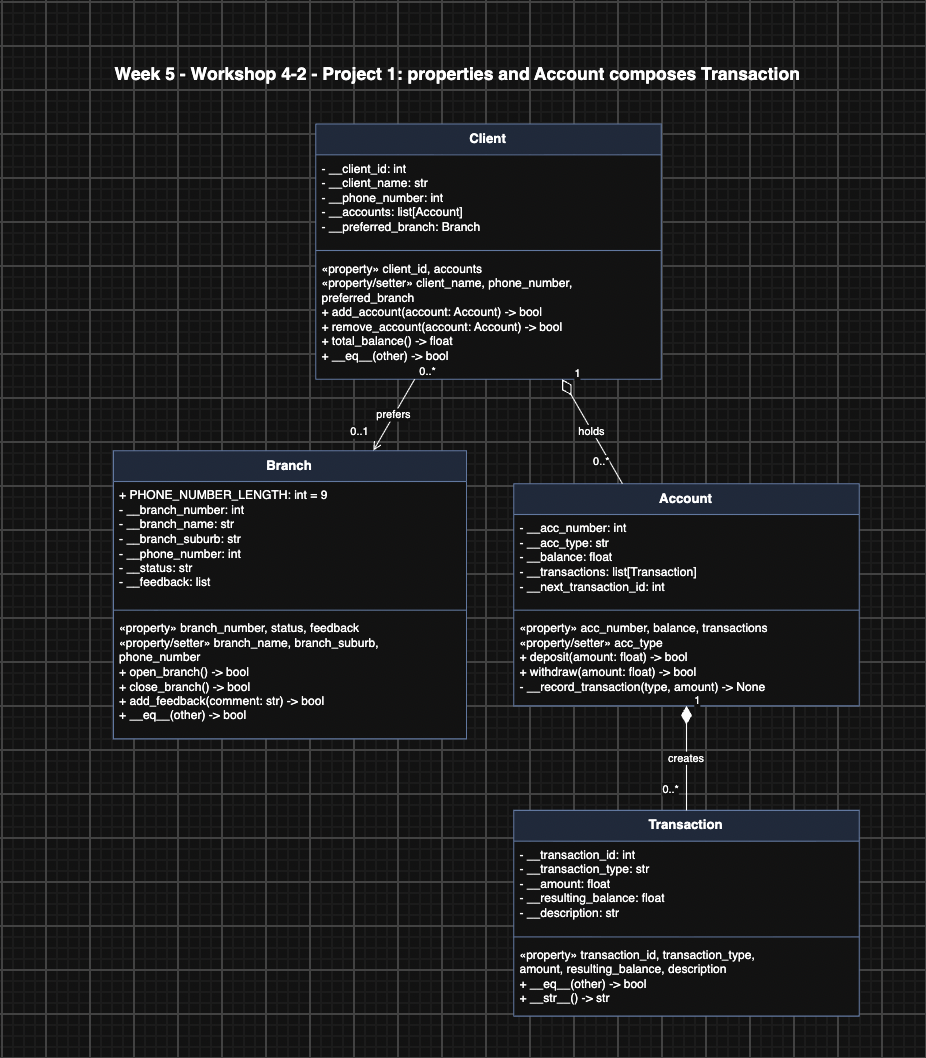 Week 5 - Workshop 4-2 - Project 1: properties and Account composes Transaction
Client
- __client_id: int
- __client_name: str
- __phone_number: int
- __accounts: list[Account]
- __preferred_branch: Branch
«property» client_id, accounts
«property/setter» client_name, phone_number,
preferred_branch
+ add_account(account: Account) -> bool
+ remove_account(account: Account) -> bool
+ total_balance() -> float
+ __eq__(other) -> bool
0..*
1
prefers
0..1
holds
0..*
Branch
+ PHONE_NUMBER_LENGTH: int = 9
- __branch_number: int
- __branch_name: str
- __branch_suburb: str
- __phone_number: int
- __status: str
- __feedback: list
«property» branch_number, status, feedback
«property/setter» branch_name, branch_suburb,
phone_number
+ open_branch() -> bool
+ close_branch() -> bool
+ add_feedback(comment: str) -> bool
+ __eq__(other) -> bool
Account
- __acc_number: int
- __acc_type: str
- __balance: float
- __transactions: list[Transaction]
- __next_transaction_id: int
«property» acc_number, balance, transactions
«property/setter» acc_type
+ deposit(amount: float) -> bool
+ withdraw(amount: float) -> bool
- __record_transaction(type, amount) -> None
1
creates
0..*
Transaction
- __transaction_id: int
- __transaction_type: str
- __amount: float
- __resulting_balance: float
- __description: str
«property» transaction_id, transaction_type,
amount, resulting_balance, description
+ __eq__(other) -> bool
+ __str__() -> str